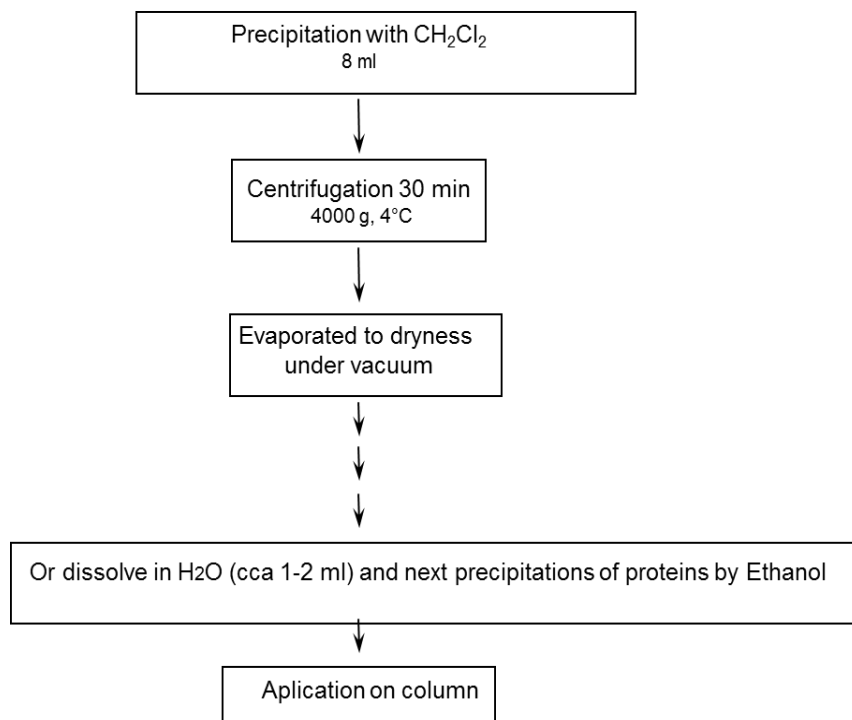 Precipitation with CH₂Cl₂
8 ml
Centrifugation 30 min
4000 g, 4°C
Evaporated to dryness
under vacuum
Or dissolve in H2O (cca 1-2 ml) and next precipitations of proteins by Ethanol
Aplication on column